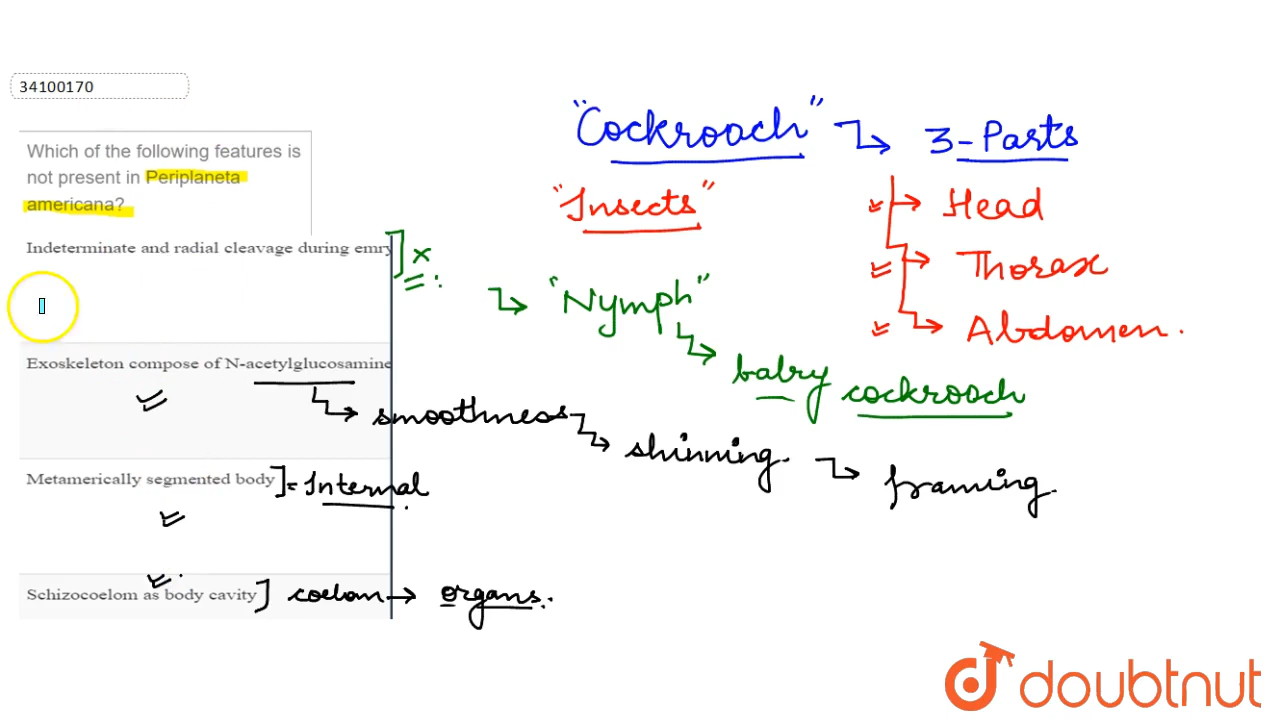 34100170
Which of the following features is
not present in Periplaneta
americana?
Indeterminate and radial cleavage during emry
Exoskeleton compose of N-acetylglucosamine
Metamerically segmented body
Schizocoelom as body cavity
"Cockroach"
3-Parts
"Insects"
Head
Thorax
Abdomen.
"Nymph"
babry cockroach
smoothness
shinning.
framing.
= Internal
coelom → organs.
doubtnut